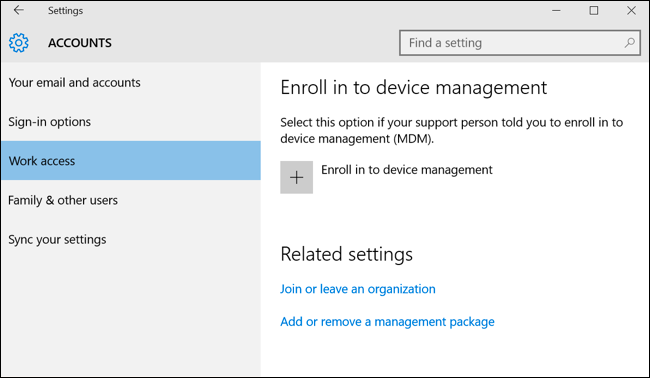 Settings
ACCOUNTS
Find a setting
Your email and accounts
Sign-in options
Work access
Family & other users
Sync your settings
Enroll in to device management
Select this option if your support person told you to enroll in to
device management (MDM).
Enroll in to device management
Related settings
Join or leave an organization
Add or remove a management package